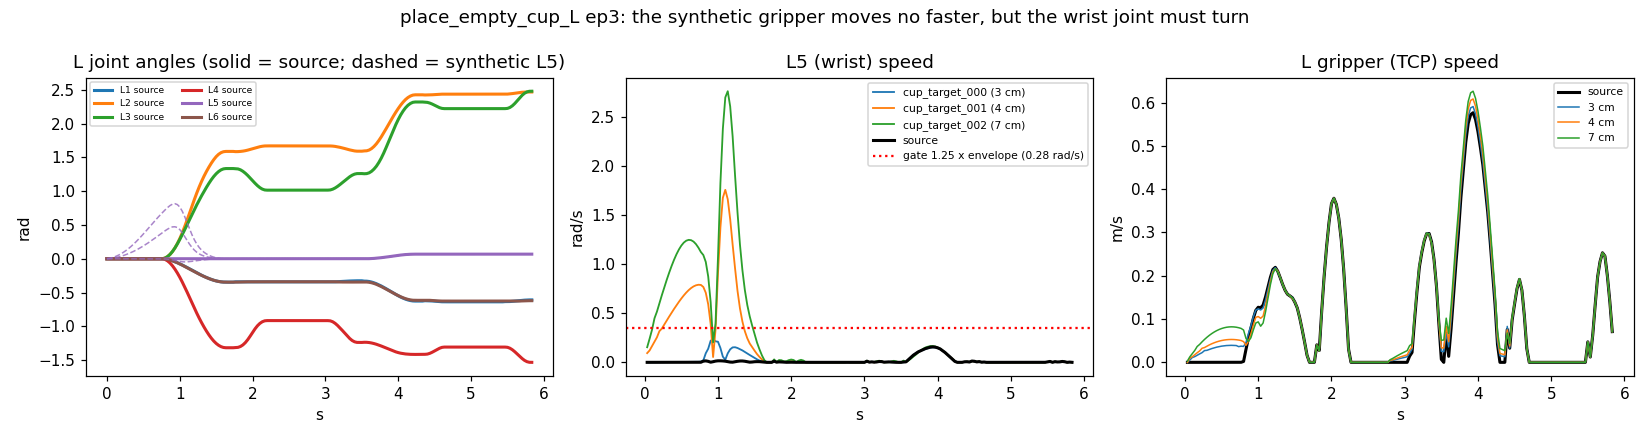 place_empty_cup_L ep3: the synthetic gripper moves no faster, but the wrist joint must turn
L joint angles (solid = source; dashed = synthetic L5)
L1 source
L2 source
L3 source
L4 source
L5 source
L6 source
rad
2.5
2.0
1.5
1.0
0.5
0.0
−0.5
−1.0
−1.5
0
1
2
3
4
5
6
s
L5 (wrist) speed
cup_target_000 (3 cm)
cup_target_001 (4 cm)
cup_target_002 (7 cm)
source
gate 1.25 x envelope (0.28 rad/s)
rad/s
2.5
2.0
1.5
1.0
0.5
0.0
0
1
2
3
4
5
6
s
L gripper (TCP) speed
source
3 cm
4 cm
7 cm
m/s
0.6
0.5
0.4
0.3
0.2
0.1
0.0
0
1
2
3
4
5
6
s